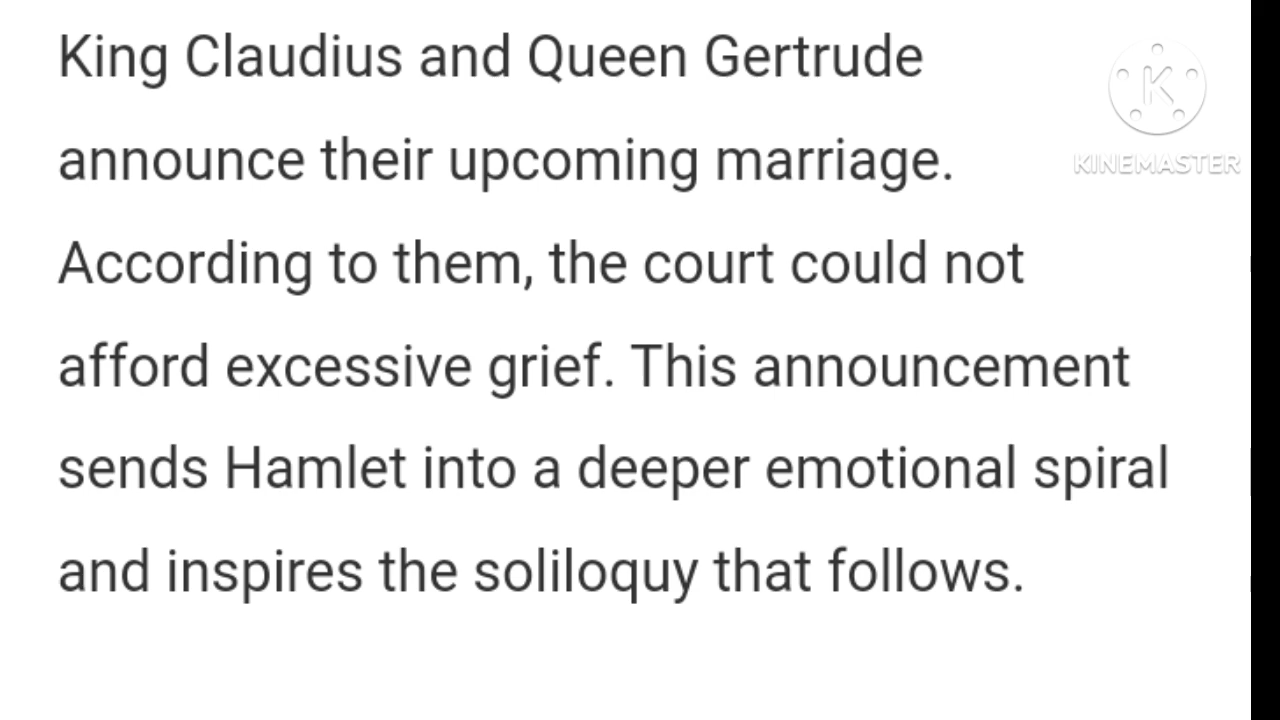 King Claudius and Queen Gertrude
announce their upcoming marriage.
According to them, the court could not
afford excessive grief. This announcement
sends Hamlet into a deeper emotional spiral
and inspires the soliloquy that follows.
K
KINEMASTER